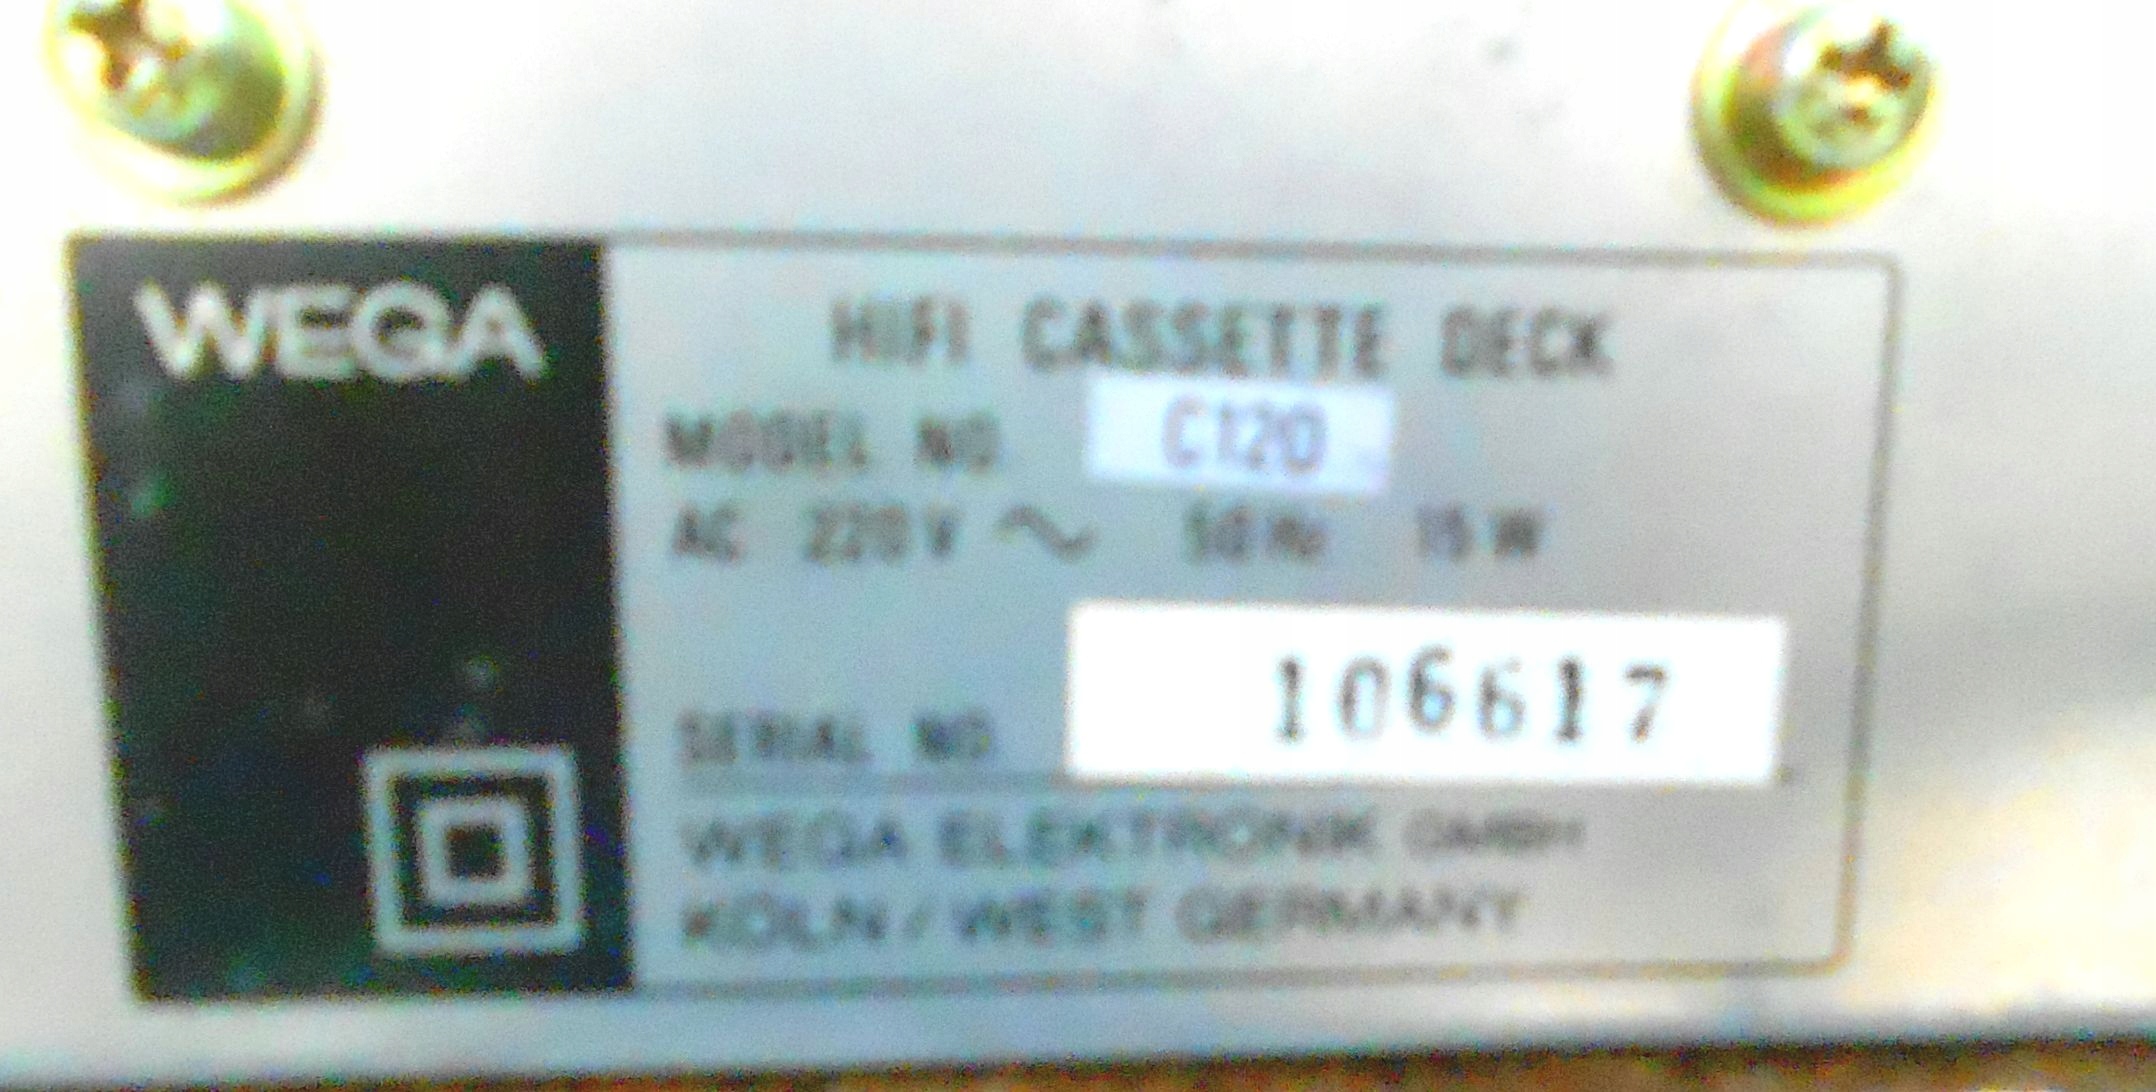 WEGA
HIFI CASSETTE DECK
MODEL NO C120
AC 220V ~ 50Hz 15W
SERIAL NO 106617
WEGA ELEKTRONIK GMBH
KÖLN / WEST GERMANY